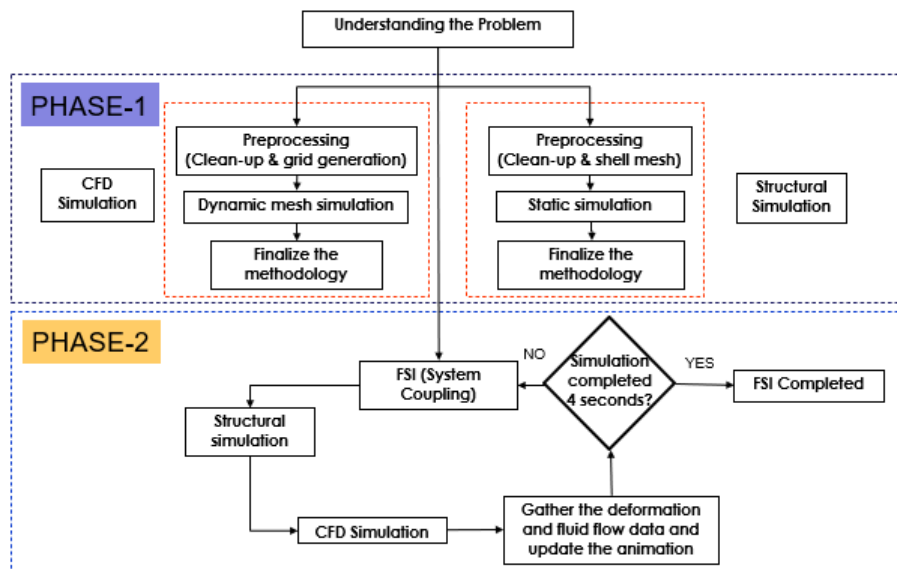 Understanding the Problem
PHASE-1
Preprocessing
(Clean-up & grid generation)
Preprocessing
(Clean-up & shell mesh)
CFD
Simulation
Dynamic mesh simulation
Static simulation
Structural
Simulation
Finalize the
methodology
Finalize the
methodology
PHASE-2
FSI (System
Coupling)
NO
Simulation
completed
4 seconds?
YES
FSI Completed
Structural
simulation
CFD Simulation
Gather the deformation
and fluid flow data and
update the animation